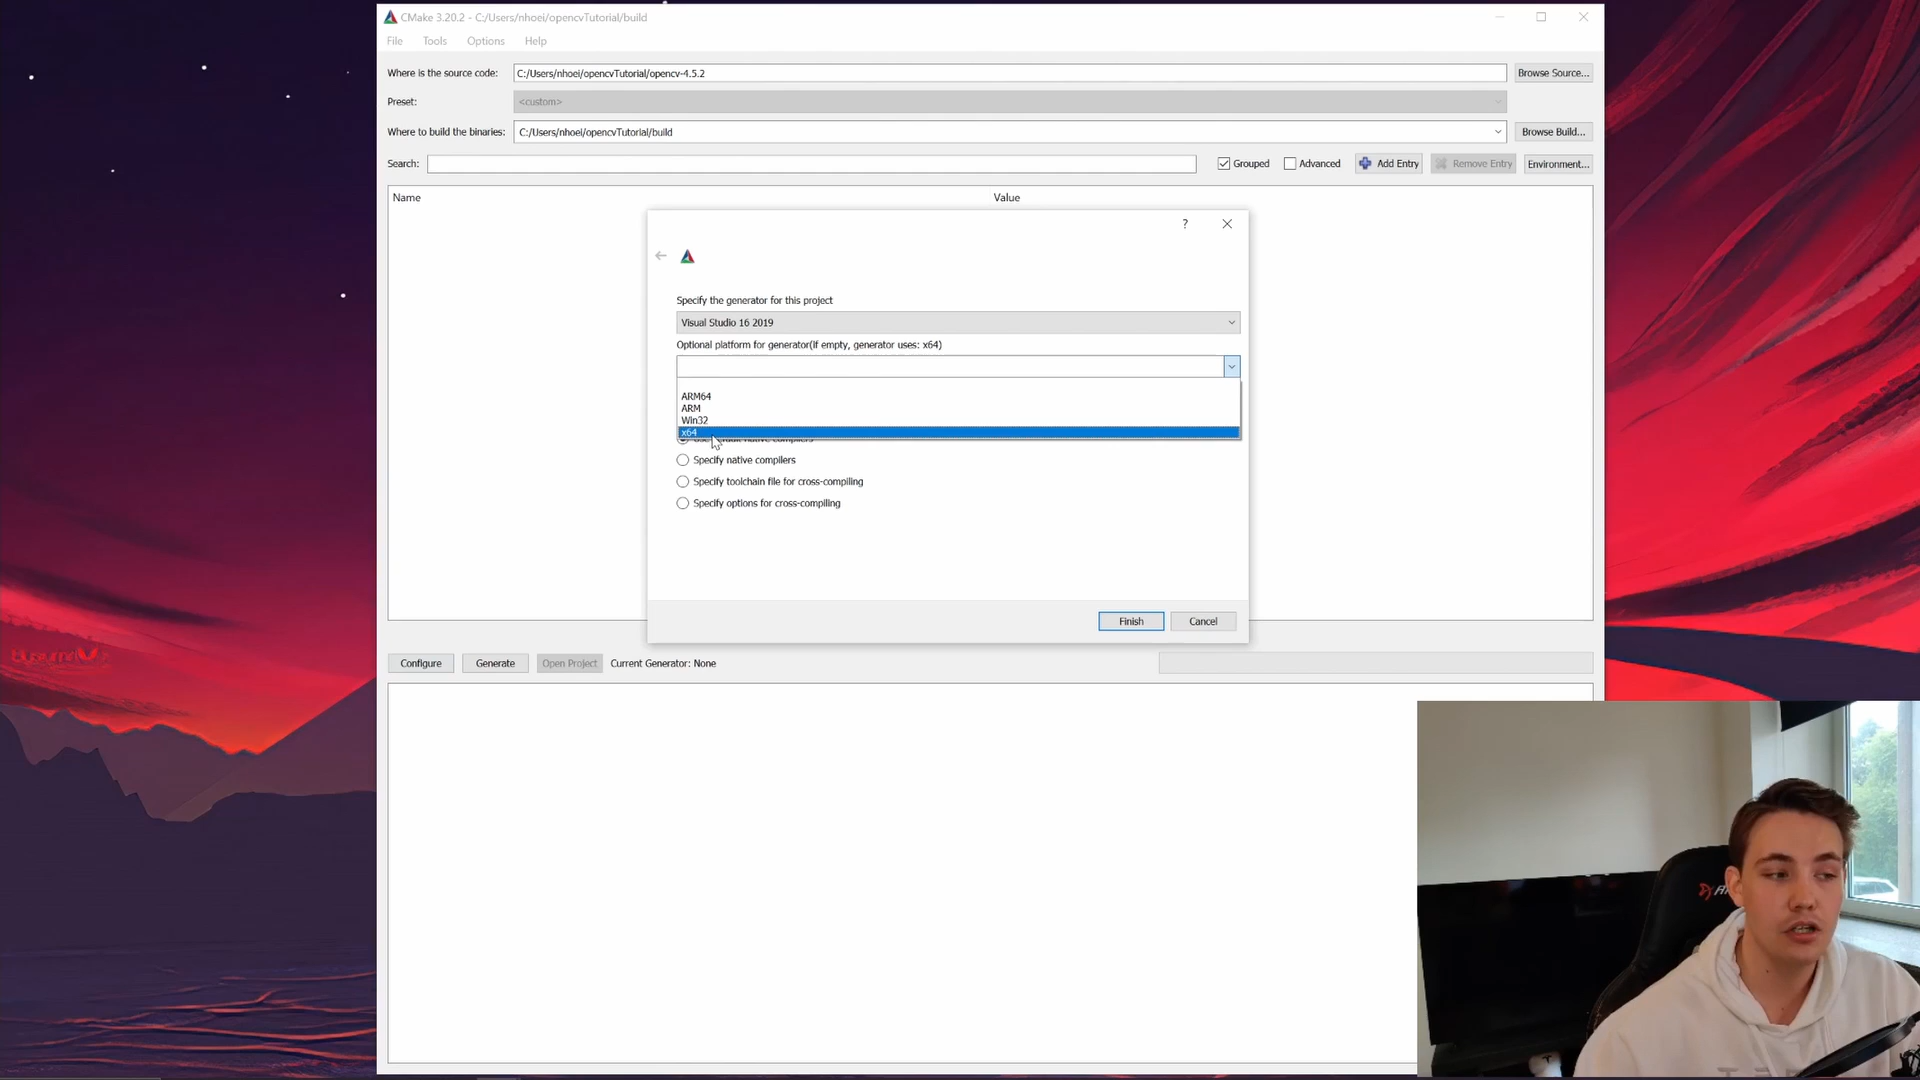 CMake 3.20.2 - C:/Users/nhoei/opencvTutorial/build
File Tools Options Help
Where is the source code: C:/Users/nhoei/opencvTutorial/opencv-4.5.2 Browse Source...
Preset: <custom>
Where to build the binaries: C:/Users/nhoei/opencvTutorial/build Browse Build...
Search: Grouped Advanced Add Entry Remove Entry Environment...
Name Value
?
Specify the generator for this project
Visual Studio 16 2019
Optional platform for generator(if empty, generator uses: x64)
ARM64
ARM
Win32
x64
Specify native compilers
Specify toolchain file for cross-compiling
Specify options for cross-compiling
Finish Cancel
Configure Generate Open Project Current Generator: None